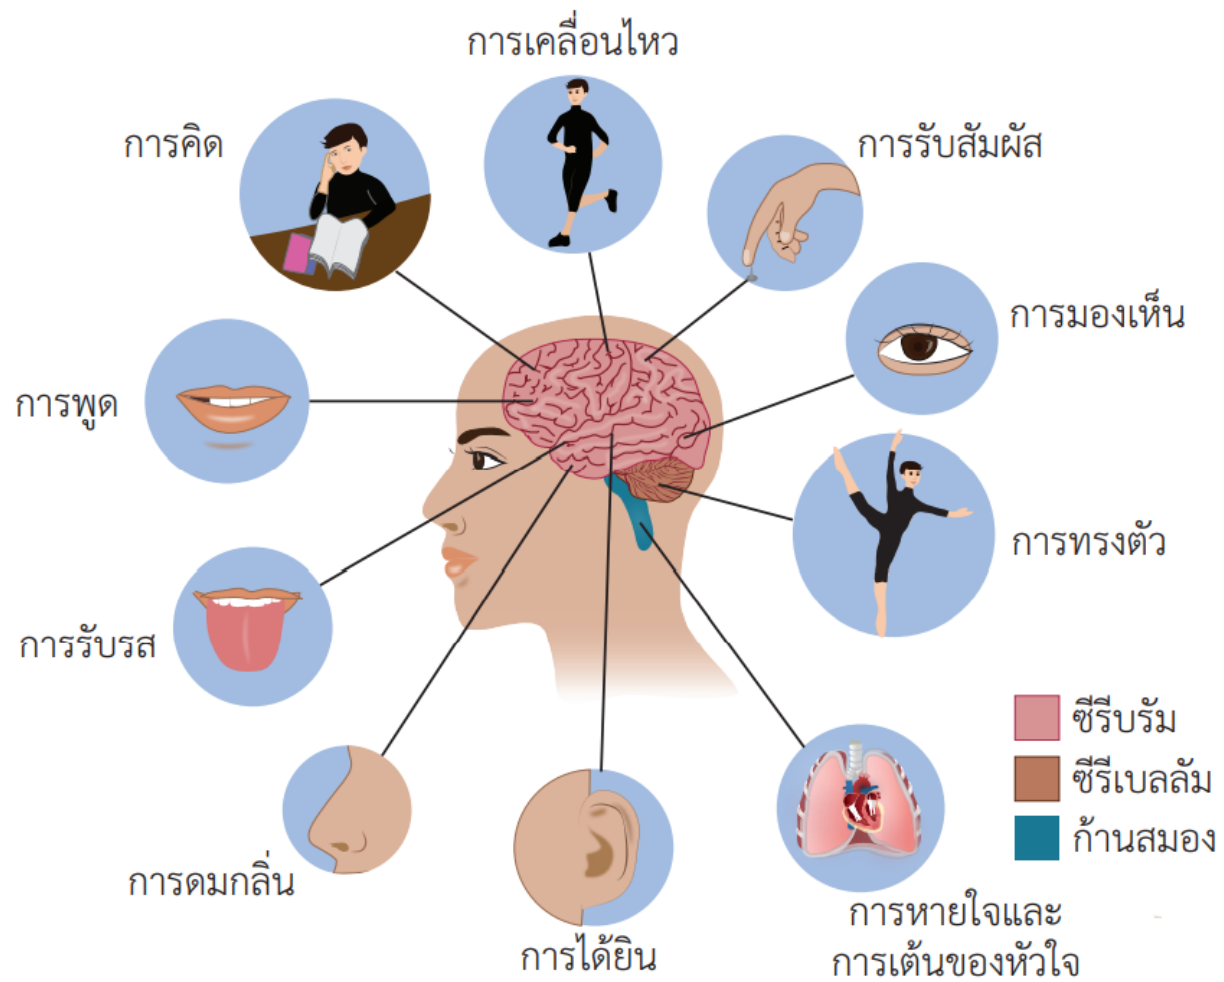 การเคลื่อนไหว
การคิด
การรับสัมผัส
การมองเห็น
การพูด
การทรงตัว
การรับรส
ซีรีบรัม
ซีรีเบลลัม
ก้านสมอง
การดมกลิ่น
การหายใจและ
การเต้นของหัวใจ
การได้ยิน